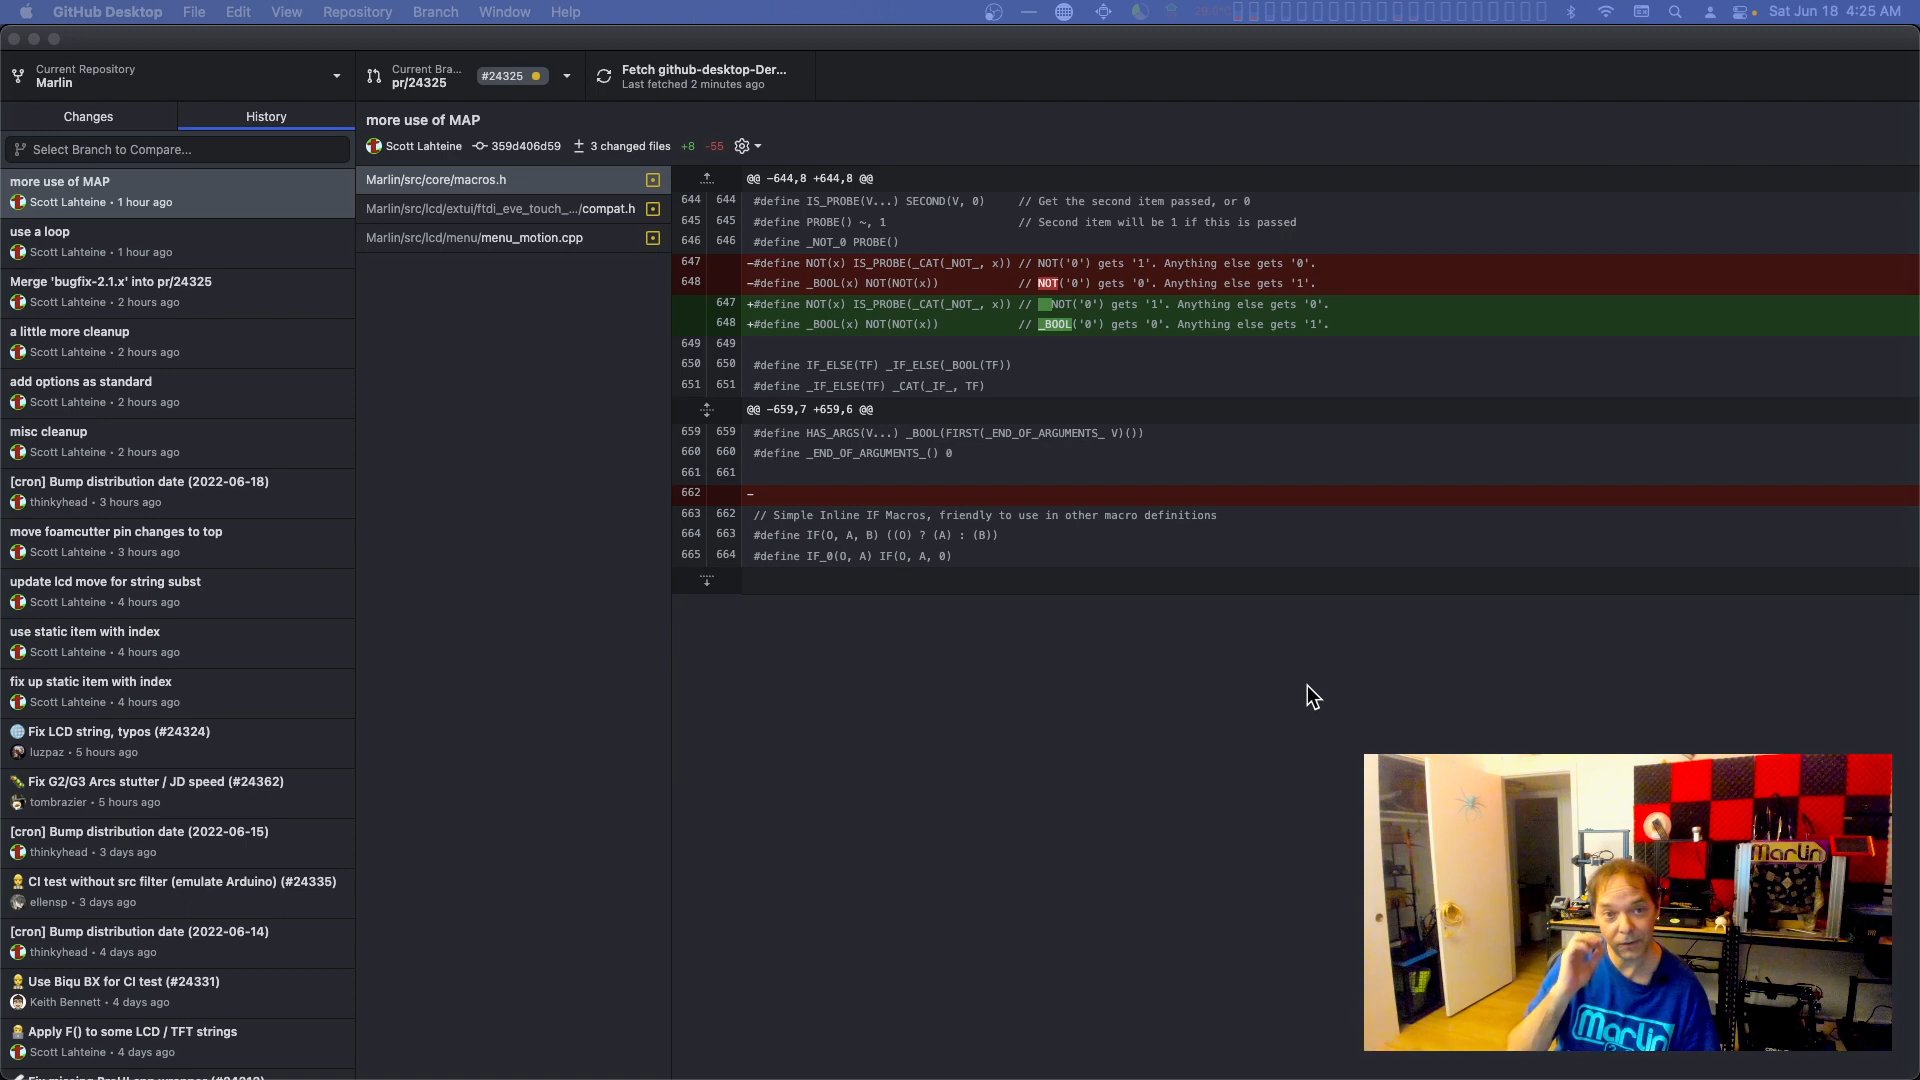 GitHub Desktop File Edit View Repository Branch Window Help Sat Jun 18 4:25 AM
Current Repository
Marlin
Current Bra...
pr/24325
#24325
Fetch github-desktop-Der...
Last fetched 2 minutes ago
Changes
History
Select Branch to Compare...
more use of MAP
Scott Lahteine • 1 hour ago
use a loop
Scott Lahteine • 1 hour ago
Merge 'bugfix-2.1.x' into pr/24325
Scott Lahteine • 2 hours ago
a little more cleanup
Scott Lahteine • 2 hours ago
add options as standard
Scott Lahteine • 2 hours ago
misc cleanup
Scott Lahteine • 2 hours ago
[cron] Bump distribution date (2022-06-18)
thinkyhead • 3 hours ago
move foamcutter pin changes to top
Scott Lahteine • 3 hours ago
update lcd move for string subst
Scott Lahteine • 4 hours ago
use static item with index
Scott Lahteine • 4 hours ago
fix up static item with index
Scott Lahteine • 4 hours ago
Fix LCD string, typos (#24324)
luzpaz • 5 hours ago
Fix G2/G3 Arcs stutter / JD speed (#24362)
tombrazier • 5 hours ago
[cron] Bump distribution date (2022-06-15)
thinkyhead • 3 days ago
CI test without src filter (emulate Arduino) (#24335)
ellensp • 3 days ago
[cron] Bump distribution date (2022-06-14)
thinkyhead • 4 days ago
Use Biqu BX for CI test (#24331)
Keith Bennett • 4 days ago
Apply F() to some LCD / TFT strings
Scott Lahteine • 4 days ago
more use of MAP
Scott Lahteine 359d406d59 3 changed files +8 -55
Marlin/src/core/macros.h
Marlin/src/lcd/extui/ftdi_eve_touch_.../compat.h
Marlin/src/lcd/menu/menu_motion.cpp
@@ -644,8 +644,8 @@
644 644 #define IS_PROBE(V...) SECOND(V, 0) // Get the second item passed, or 0
645 645 #define PROBE() ~, 1 // Second item will be 1 if this is passed
646 646 #define _NOT_0 PROBE()
647 -#define NOT(x) IS_PROBE(_CAT(_NOT_, x)) // NOT('0') gets '1'. Anything else gets '0'.
648 -#define _BOOL(x) NOT(NOT(x)) // NOT('0') gets '0'. Anything else gets '1'.
647 +#define NOT(x) IS_PROBE(_CAT(_NOT_, x)) // NOT('0') gets '1'. Anything else gets '0'.
648 +#define _BOOL(x) NOT(NOT(x)) // _BOOL('0') gets '0'. Anything else gets '1'.
649 649
650 650 #define IF_ELSE(TF) _IF_ELSE(_BOOL(TF))
651 651 #define _IF_ELSE(TF) _CAT(_IF_, TF)
@@ -659,7 +659,6 @@
659 659 #define HAS_ARGS(V...) _BOOL(FIRST(_END_OF_ARGUMENTS_ V)())
660 660 #define _END_OF_ARGUMENTS_() 0
661 661
662 -
663 662 // Simple Inline IF Macros, friendly to use in other macro definitions
664 663 #define IF(O, A, B) ((O) ? (A) : (B))
665 664 #define IF_0(O, A) IF(O, A, 0)
Marlin
Marlin